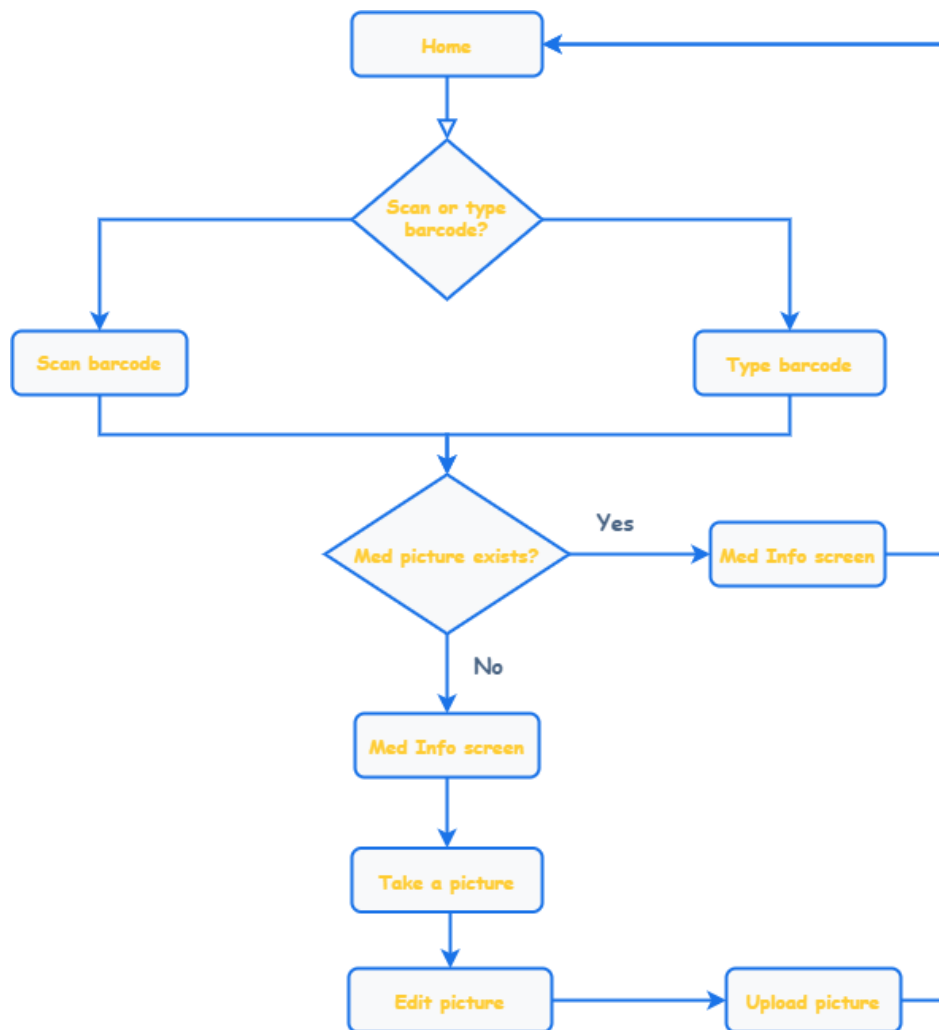 Home
Scan or type
barcode?
Scan barcode
Type barcode
Yes
Med picture exists?
Med Info screen
No
Med Info screen
Take a picture
Edit picture
Upload picture